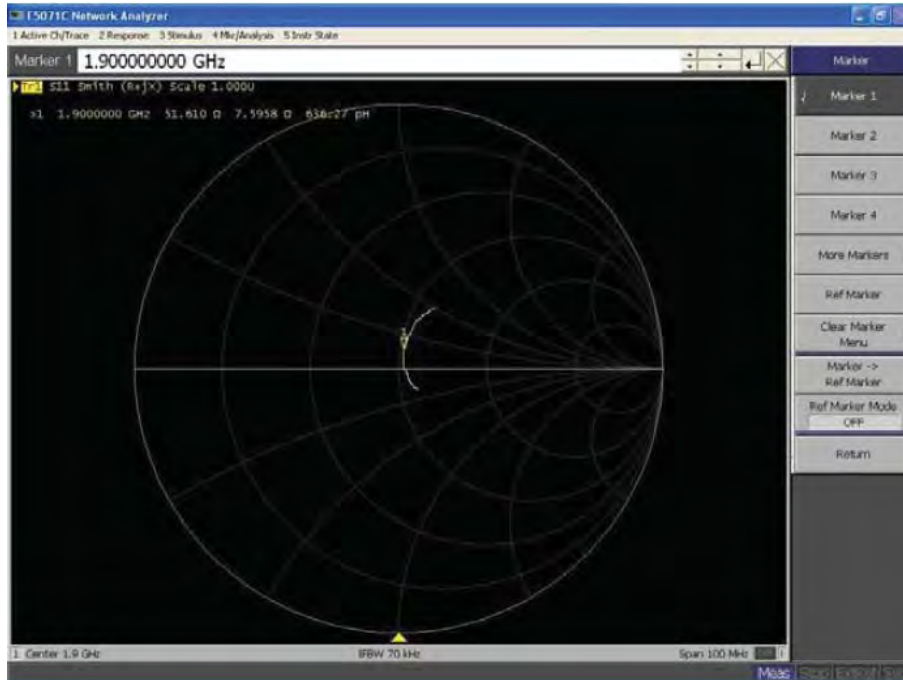 E5071C Network Analyzer
1 Active Ch/Trace 2 Response 3 Stimulus 4 Mkr/Analysis 5 Instr State
Marker 1 1.900000000 GHz
Marker
Tr1 S11 Smith (R+jX) Scale 1.000U
>1 1.9000000 GHz 51.610 Ω 7.5958 Ω 636.27 pH
Marker 1
Marker 2
Marker 3
Marker 4
More Markers
Ref Marker
Clear Marker
Menu
Marker ->
Ref Marker
Ref Marker Mode
OFF
Return
1 Center 1.9 GHz IFBW 70 kHz Span 100 MHz
Meas